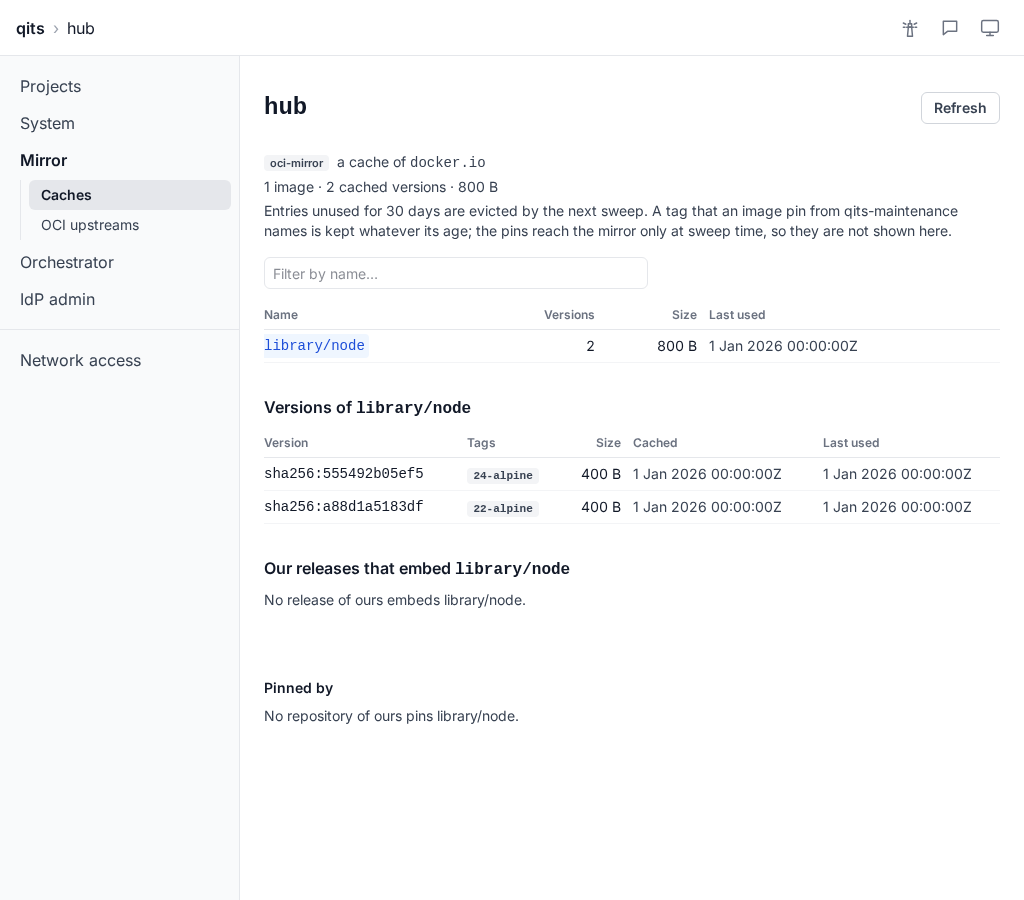 qits › hub
Projects
System
Mirror
Caches
OCI upstreams
Orchestrator
IdP admin
Network access
hub
Refresh
oci-mirror a cache of docker.io
1 image · 2 cached versions · 800 B
Entries unused for 30 days are evicted by the next sweep. A tag that an image pin from qits-maintenance
names is kept whatever its age; the pins reach the mirror only at sweep time, so they are not shown here.
Filter by name...
Name Versions Size Last used
library/node 2 800 B 1 Jan 2026 00:00:00Z
Versions of library/node
Version Tags Size Cached Last used
sha256:555492b05ef5 24-alpine 400 B 1 Jan 2026 00:00:00Z 1 Jan 2026 00:00:00Z
sha256:a88d1a5183df 22-alpine 400 B 1 Jan 2026 00:00:00Z 1 Jan 2026 00:00:00Z
Our releases that embed library/node
No release of ours embeds library/node.
Pinned by
No repository of ours pins library/node.